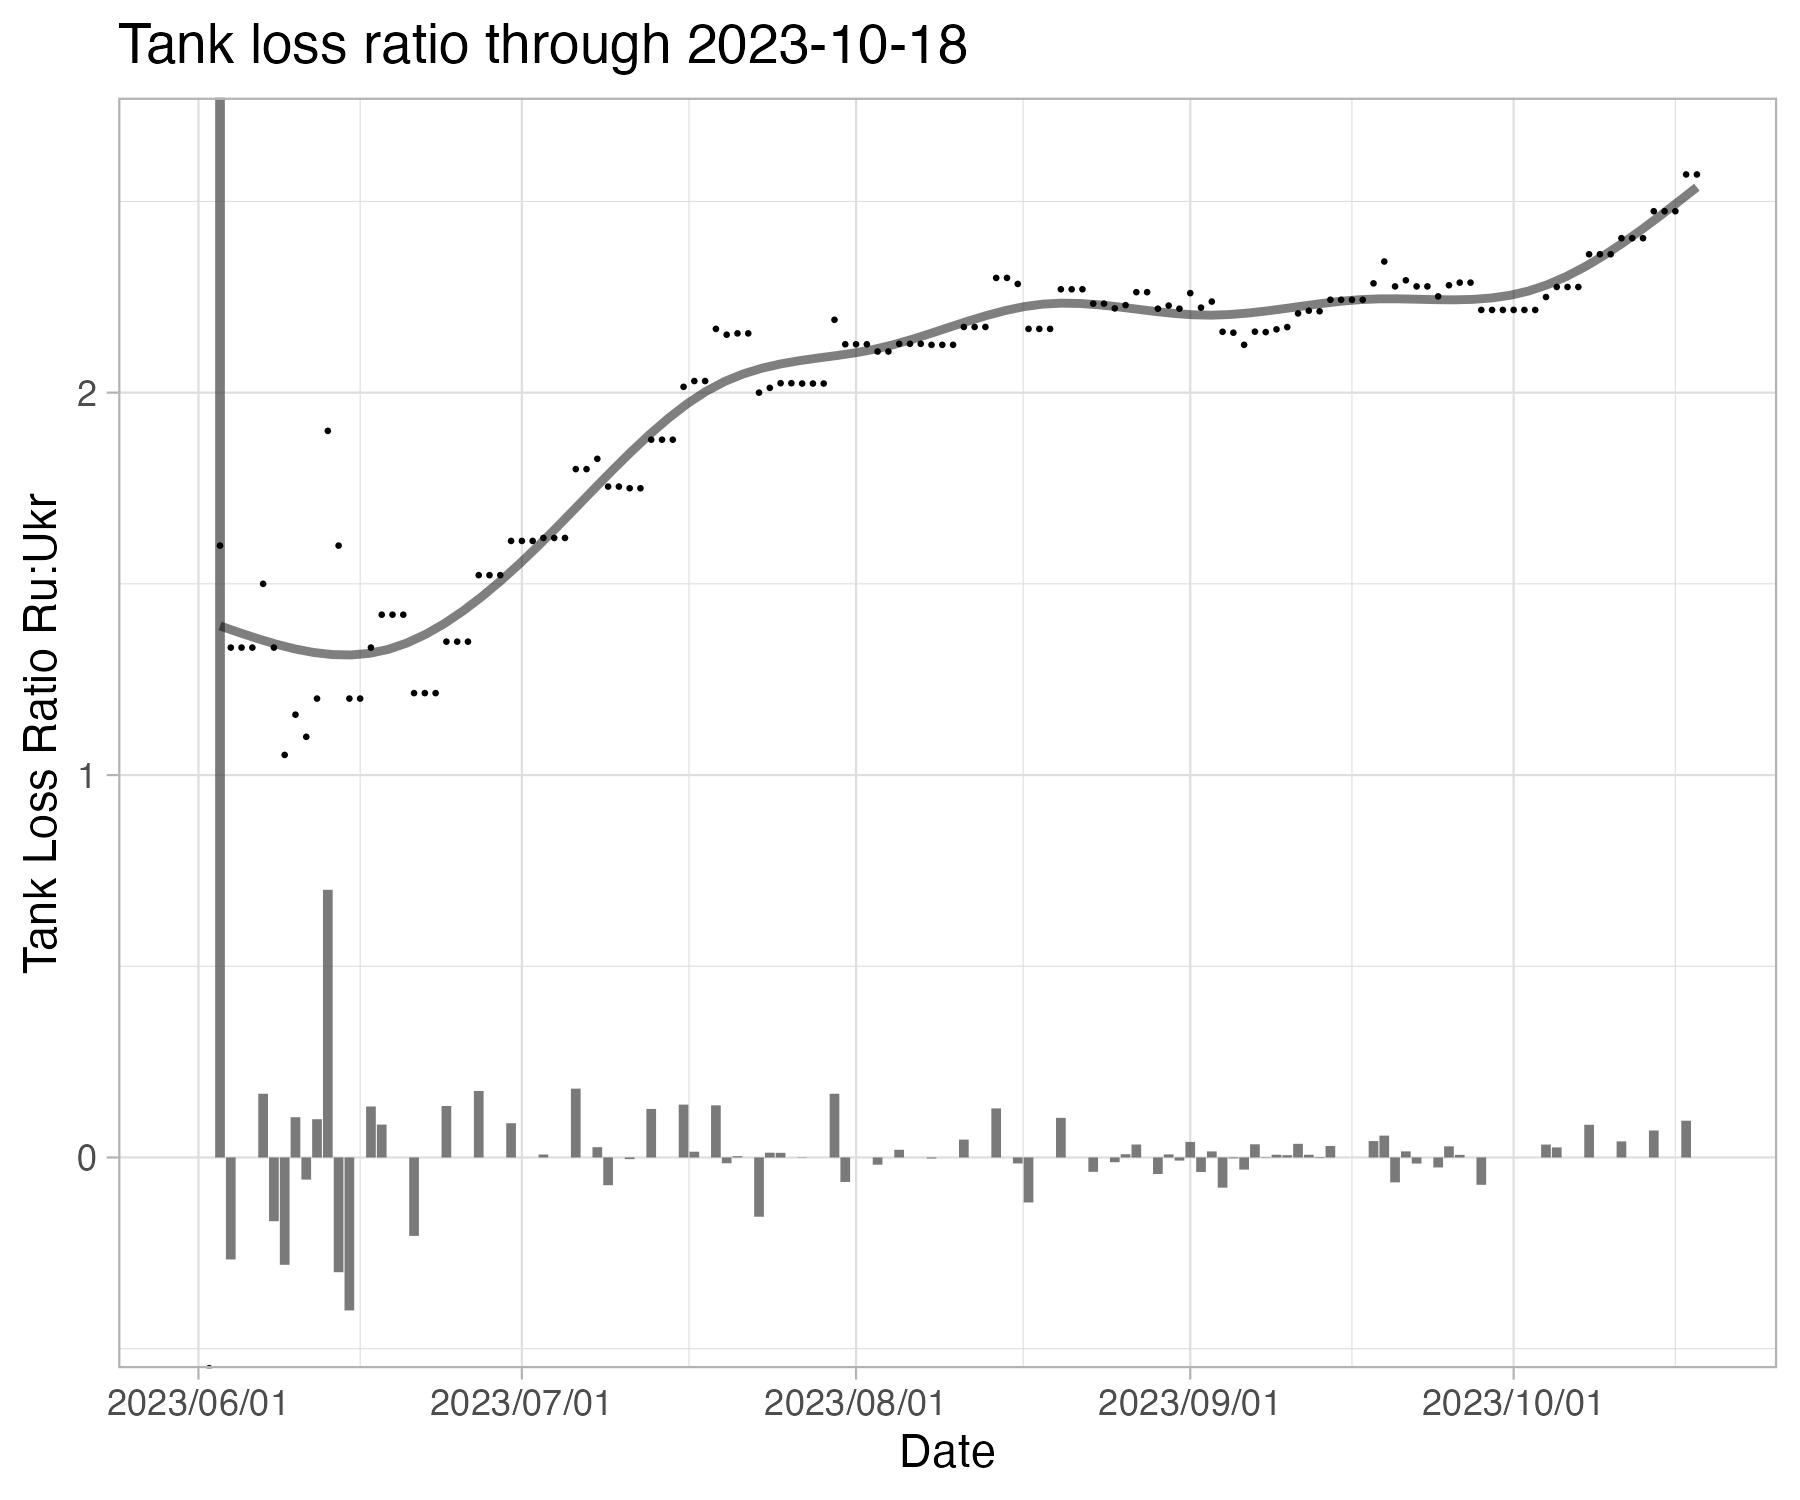 Tank loss ratio through 2023-10-18
Tank Loss Ratio Ru:Ukr
2
1
0
2023/06/01 2023/07/01 2023/08/01 2023/09/01 2023/10/01
Date